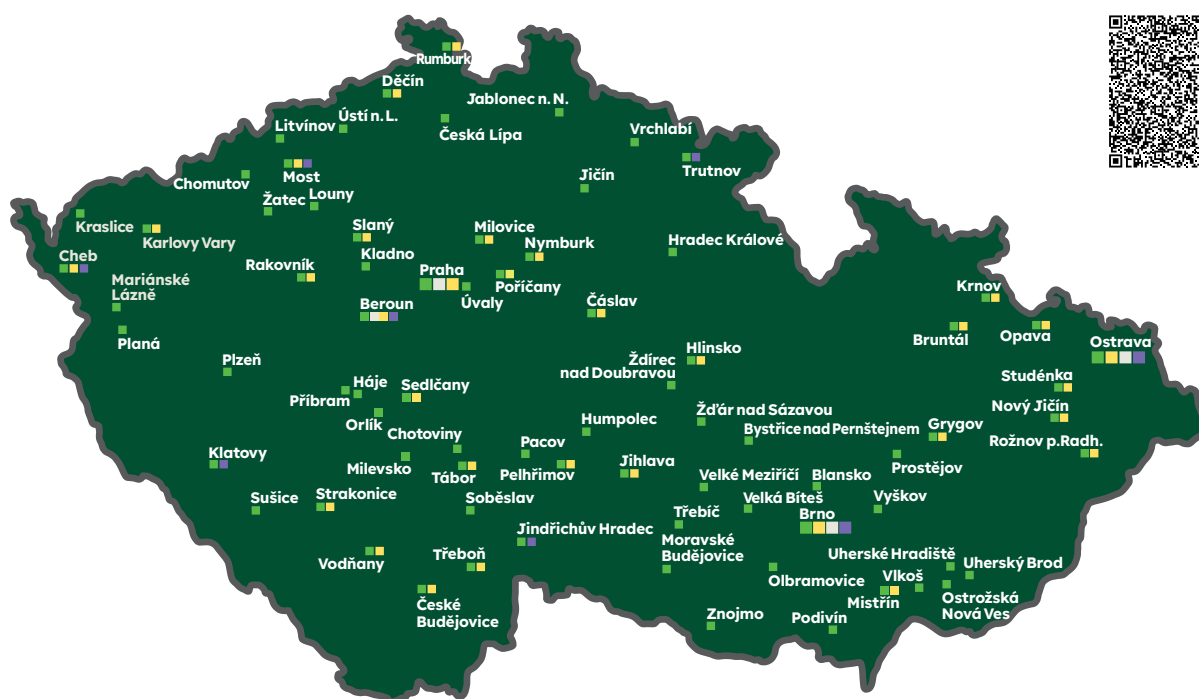 Rumburk
Děčín
Jablonec n. N.
Ústí n. L.
Česká Lípa
Litvínov
Vrchlabí
Most
Trutnov
Chomutov
Jičín
Žatec
Louny
Kraslice
Karlovy Vary
Slaný
Milovice
Nymburk
Hradec Králové
Cheb
Kladno
Rakovník
Praha
Poříčany
Mariánské
Lázně
Úvaly
Krnov
Beroun
Čáslav
Planá
Bruntál
Opava
Ostrava
Hlinsko
Plzeň
Ždírec
nad Doubravou
Studénka
Háje
Sedlčany
Příbram
Orlík
Humpolec
Žďár nad Sázavou
Nový Jičín
Grygov
Bystřice nad Pernštejnem
Chotoviny
Rožnov p.Radh.
Klatovy
Pacov
Milevsko
Jihlava
Prostějov
Tábor
Pelhřimov
Velké Meziříčí
Blansko
Sušice
Strakonice
Soběslav
Velká Bíteš
Vyškov
Brno
Třebíč
Jindřichův Hradec
Moravské
Budějovice
Vodňany
Třeboň
Uherské Hradiště
Uherský Brod
Olbramovice
Vlkoš
Mistřín
České
Budějovice
Ostrožská
Nová Ves
Znojmo
Podivín